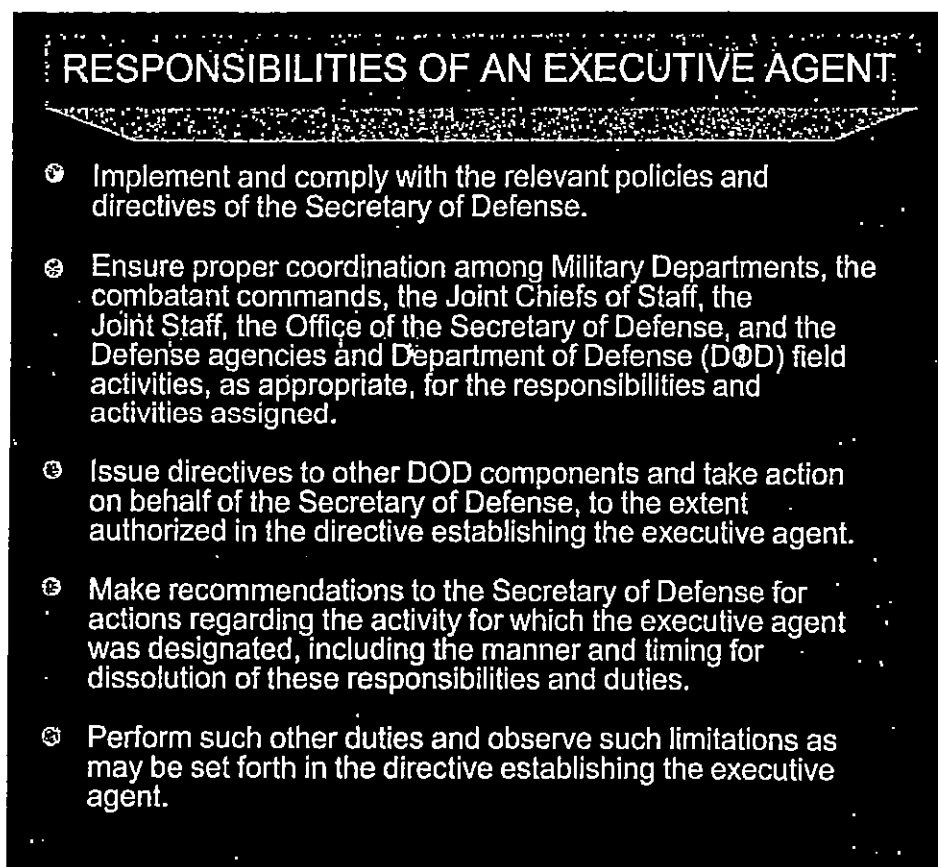 RESPONSIBILITIES OF AN EXECUTIVE AGENT
Implement and comply with the relevant policies and
directives of the Secretary of Defense.
Ensure proper coordination among Military Departments, the
combatant commands, the Joint Chiefs of Staff, the
Joint Staff, the Office of the Secretary of Defense, and the
Defense agencies and Department of Defense (DOD) field
activities, as appropriate, for the responsibilities and
activities assigned.
Issue directives to other DOD components and take action
on behalf of the Secretary of Defense, to the extent
authorized in the directive establishing the executive agent.
Make recommendations to the Secretary of Defense for
actions regarding the activity for which the executive agent
was designated, including the manner and timing for
dissolution of these responsibilities and duties.
Perform such other duties and observe such limitations as
may be set forth in the directive establishing the executive
agent.